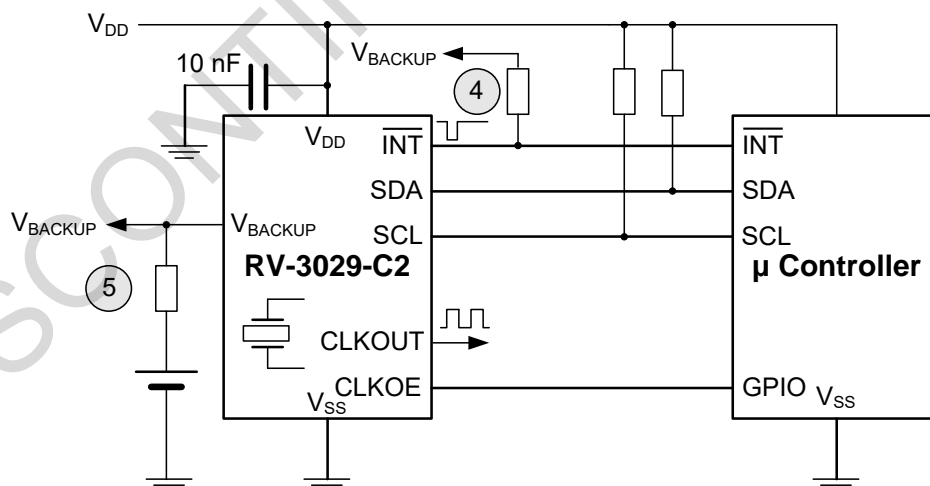 VDD
VBACKUP
10 nF
4
VDD
INT
INT
SDA
SDA
VBACKUP
VBACKUP
SCL
SCL
RV-3029-C2
µ Controller
5
CLKOUT
CLKOE
GPIO
VSS
VSS
SCONTI